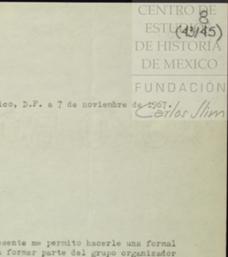 CENTRO DE
ESTUDIOS
DE HISTORIA
DE MEXICO
FUNDACIÓN
Carlos Slim
8
(45)
ico, D.F. a 7 de noviembre de 1967.
esente me permito hacerle una formal
formar parte del grupo organizador